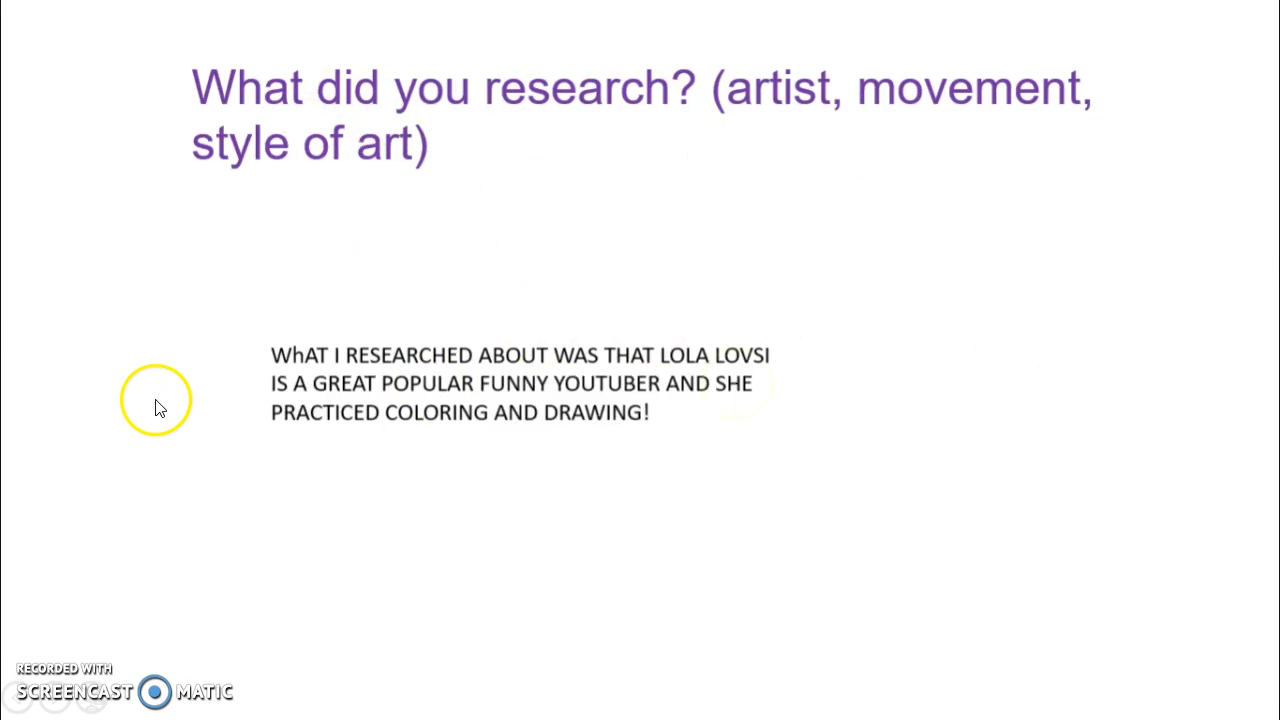 What did you research? (artist, movement,
style of art)
WhAT I RESEARCHED ABOUT WAS THAT LOLA LOVSI
IS A GREAT POPULAR FUNNY YOUTUBER AND SHE
PRACTICED COLORING AND DRAWING!
RECORDED WITH
SCREENCAST MATIC